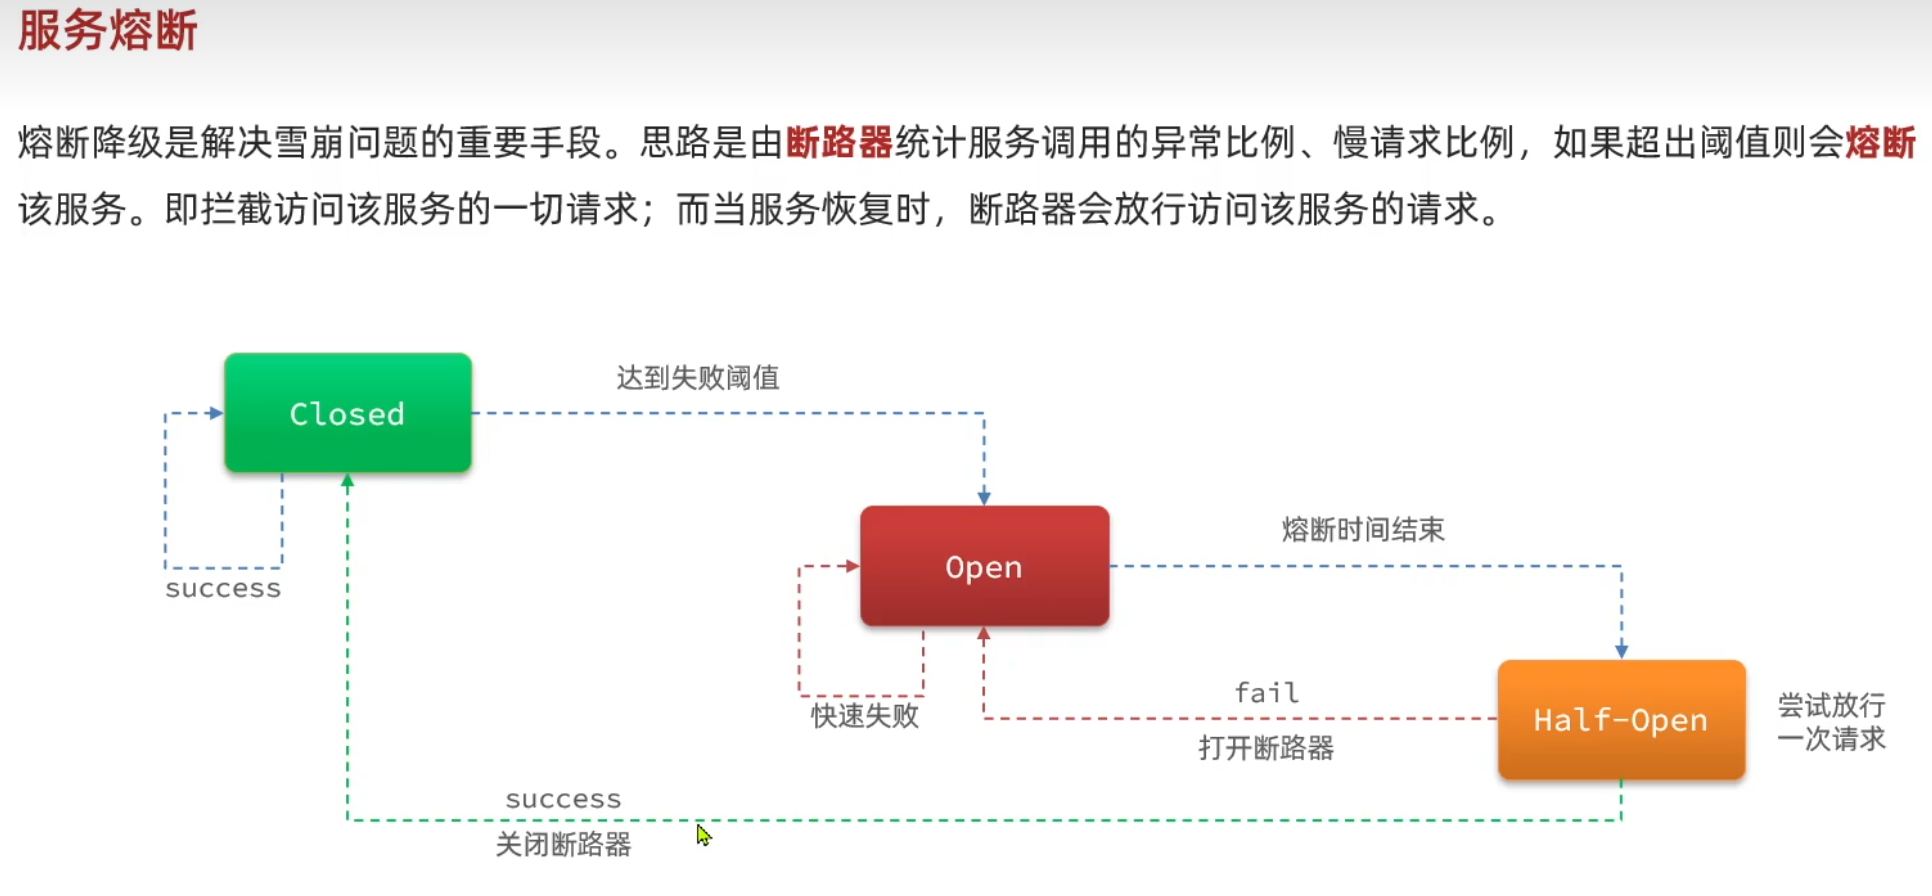 服务熔断
熔断降级是解决雪崩问题的重要手段。思路是由断路器统计服务调用的异常比例、慢请求比例，如果超出阈值则会熔断
该服务。即拦截访问该服务的一切请求；而当服务恢复时，断路器会放行访问该服务的请求。
达到失败阈值
Closed
熔断时间结束
Open
success
fail
尝试放行
一次请求
Half-Open
快速失败
打开断路器
success
关闭断路器